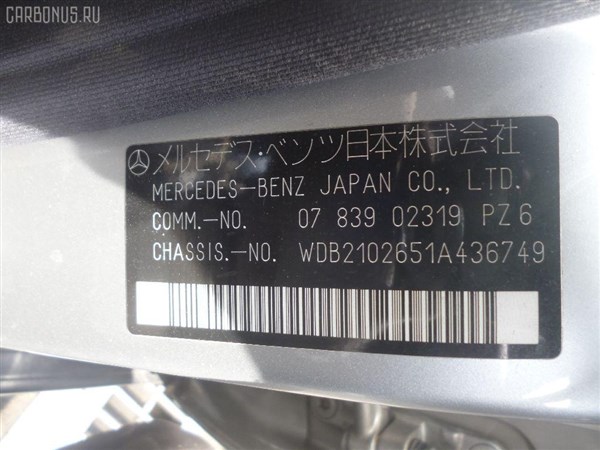 CARBONUS.RU
メルセデス・ベンツ日本株式会社
MERCEDES-BENZ JAPAN CO., LTD.
COMM.-NO. 07 839 02319 PZ6
CHASSIS.-NO. WDB2102651A436749